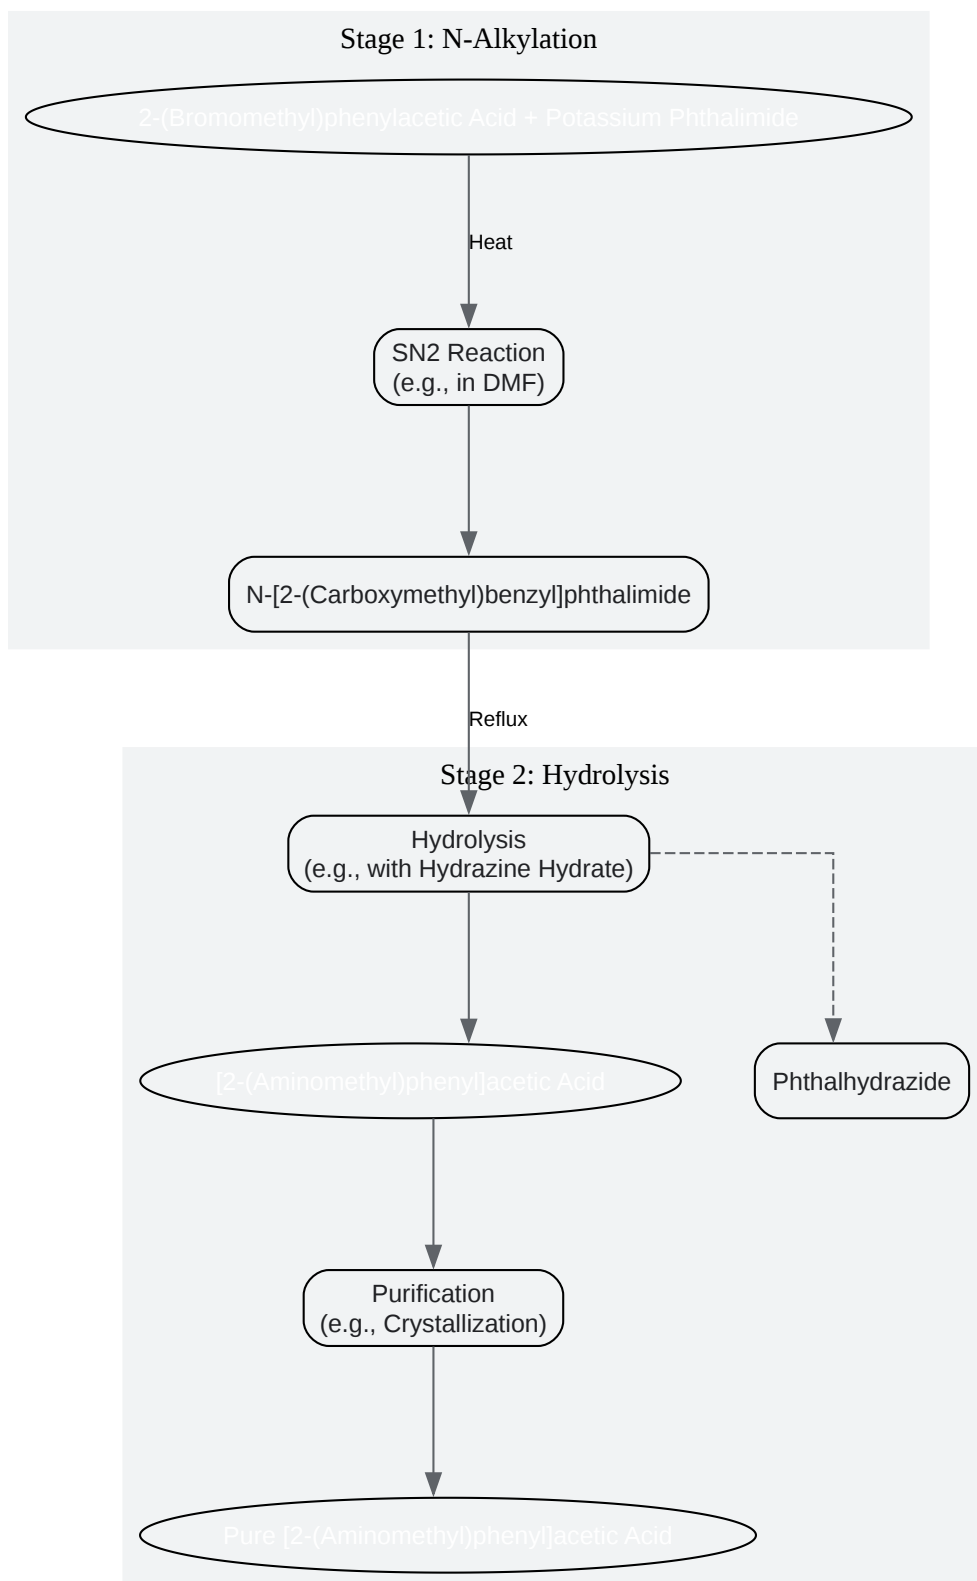 Stage 1: N-Alkylation
2-(Bromomethyl)phenylacetic Acid + Potassium Phthalimide
Heat
SN2 Reaction
(e.g., in DMF)
N-[2-(Carboxymethyl)benzyl]phthalimide
Reflux
Stage 2: Hydrolysis
Hydrolysis
(e.g., with Hydrazine Hydrate)
[2-(Aminomethyl)phenyl]acetic Acid
Phthalhydrazide
Purification
(e.g., Crystallization)
Pure [2-(Aminomethyl)phenyl]acetic Acid